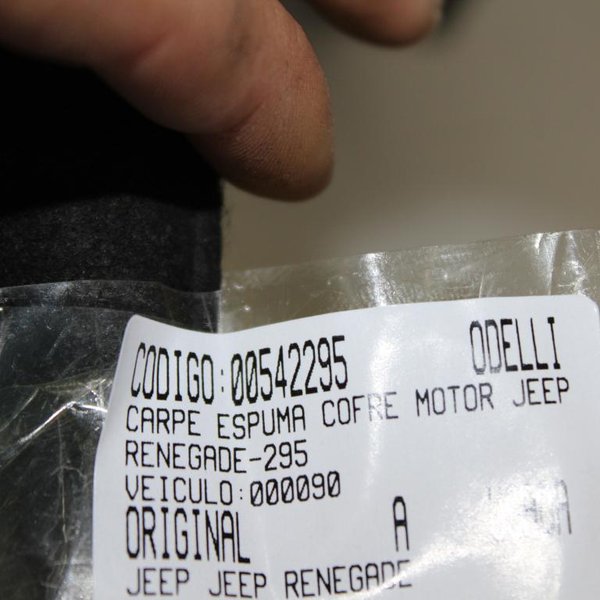 CODIGO:00542295 ODELLI
CARPE ESPUMA COFRE MOTOR JEEP
RENEGADE-295
VEICULO:000090
ORIGINAL A
JEEP JEEP RENEGADE